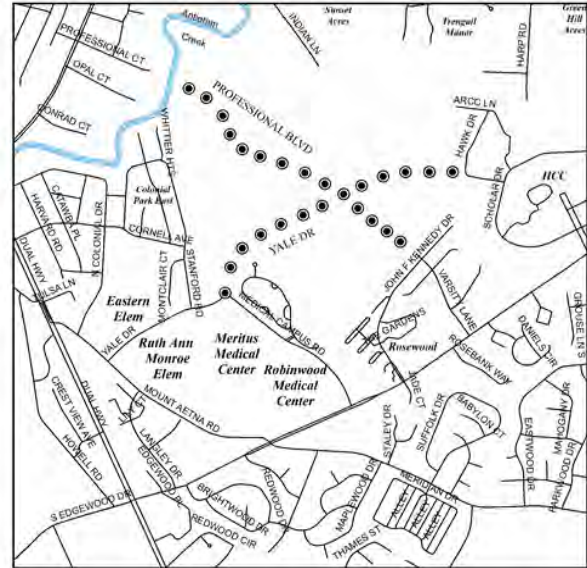 Antietam
Creek
PROFESSIONAL CT
OPAL CT
CONRAD CT
INDIAN LN
Sunset
Acres
Trenquil
Manor
HARP RD
Green
Hill
Acres
PROFESSIONAL BLVD
ARCC LN
HAWK DR
SCHOLAR DR
HCC
WHITTIER
Colonial
Park East
CATAWBA PL
HARVARD RD
DUAL HWY
TULSA LN
N COLONIAL DR
CORNELL AVE
MONTCLAIR CT
STANFORD RD
YALE DR
JOHN F KENNEDY DR
VARSITY LANE
Eastern
Elem
YALE DR
Ruth Ann
Monroe
Elem
Meritus
Medical
Center
MEDICAL CAMPUS RD
Robinwood
Medical
Center
GARDENS
Rosewood
ROSEBANK WAY
DANIELS CIR
JADE CT
MOUNT AETNA RD
CREST VIEW AVE
DUAL HWY
HOWELL RD
LANGLEY DR
EDGEWOOD
STALEY DR
SUFFOLK DR
BABYLON CT
EASTWOOD DR
MAHOGANY DR
PARKWOOD DR
S EDGEWOOD DR
BRIGHTWOOD DR
REDWOOD CIR
REDWOOD DR
MAPLEWOOD DR
MERIDIAN DR
ALLEY
ALLEY
ALLEY
THAMES ST